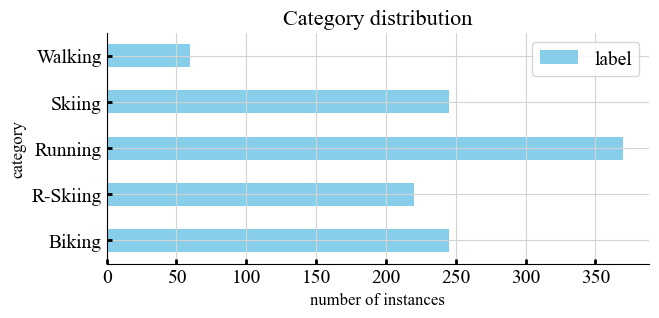 Category distribution
label
category
Walking
Skiing
Running
R-Skiing
Biking
0 50 100 150 200 250 300 350
number of instances